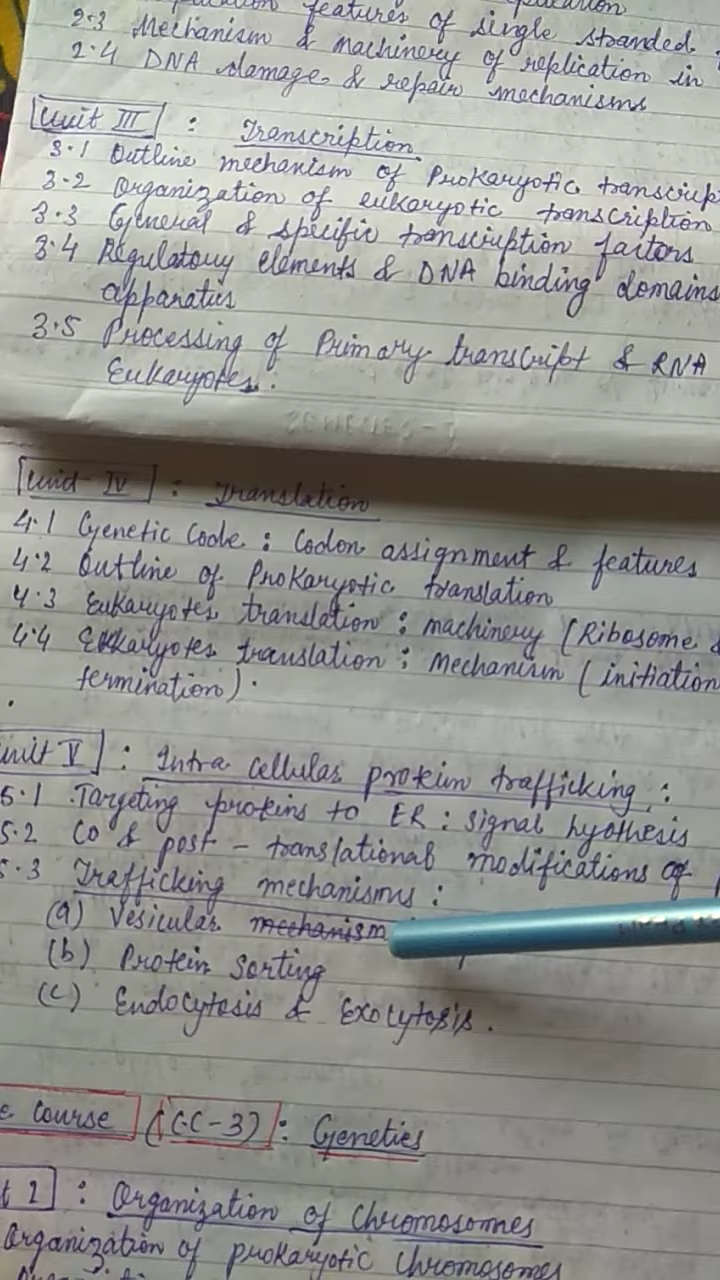 features of single stranded
2.3 Mechanism & machinery of replication in
2.4 DNA damage & repair mechanisms
Unit III : Transcription
3.1 Outline mechanism of Prokaryotic transcrip
3.2 Organization of eukaryotic transcription
3.3 General & specific transcription factors
3.4 Regulatory elements & DNA binding domains
apparatus
3.5 Processing of Primary transcript & RNA
Eukaryotes.
Unit IV : Translation
4.1 Genetic Code : Codon assignment & features
4.2 Outline of Prokaryotic translation
4.3 Eukaryotes translation : machinery (Ribosome &
4.4 Eukaryotes translation : Mechanism (initiation
termination).
Unit V : Intra cellular protein trafficking :
5.1 Targeting proteins to ER : signal hyothesis
5.2 Co & post - translational modifications of
5.3 Trafficking mechanisms :
(a) Vesicular mechanism
(b) Protein sorting
(c) Endocytosis & Exocytosis.
e Course (CC-3) : Genetics
t 1 : Organization of Chromosomes
Organization of prokaryotic chromosomes